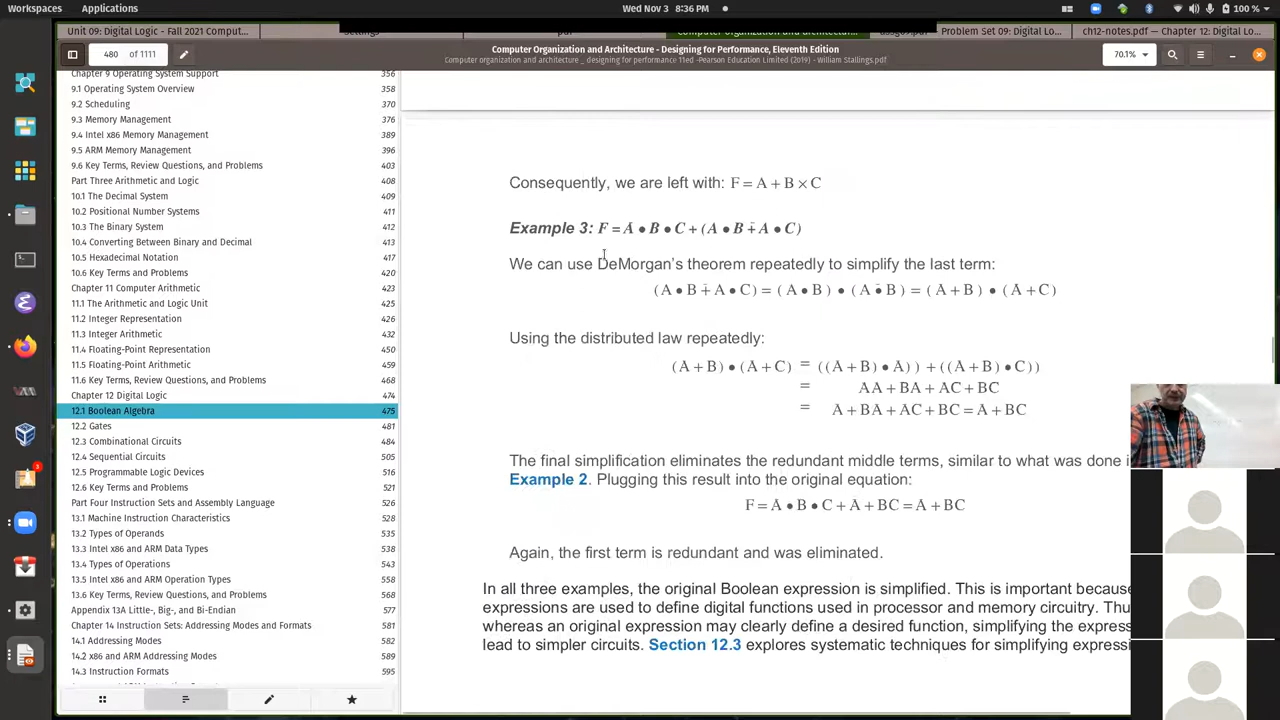 Workspaces Applications Wed Nov 3 8:36 PM 100 %
Unit 09: Digital Logic - Fall 2021 Comput... Problem Set 09: Digital Lo... ch12-notes.pdf — Chapter 12: Digital Lo
480 of 1111
Computer Organization and Architecture - Designing for Performance, Eleventh Edition
Computer organization and architecture _ designing for performance 11ed -Pearson Education Limited (2019) - William Stallings.pdf
70.1%
Chapter 9 Operating System Support 356
9.1 Operating System Overview 358
9.2 Scheduling 370
9.3 Memory Management 376
9.4 Intel x86 Memory Management 389
9.5 ARM Memory Management 396
9.6 Key Terms, Review Questions, and Problems 403
Part Three Arithmetic and Logic 408
10.1 The Decimal System 409
10.2 Positional Number Systems 411
10.3 The Binary System 412
10.4 Converting Between Binary and Decimal 413
10.5 Hexadecimal Notation 417
10.6 Key Terms and Problems 420
Chapter 11 Computer Arithmetic 423
11.1 The Arithmetic and Logic Unit 425
11.2 Integer Representation 426
11.3 Integer Arithmetic 432
11.4 Floating-Point Representation 450
11.5 Floating-Point Arithmetic 459
11.6 Key Terms, Review Questions, and Problems 468
Chapter 12 Digital Logic 474
12.1 Boolean Algebra 475
12.2 Gates 481
12.3 Combinational Circuits 484
12.4 Sequential Circuits 505
12.5 Programmable Logic Devices 516
12.6 Key Terms and Problems 521
Part Four Instruction Sets and Assembly Language 526
13.1 Machine Instruction Characteristics 528
13.2 Types of Operands 535
13.3 Intel x86 and ARM Data Types 538
13.4 Types of Operations 543
13.5 Intel x86 and ARM Operation Types 558
13.6 Key Terms, Review Questions, and Problems 568
Appendix 13A Little-, Big-, and Bi-Endian 577
Chapter 14 Instruction Sets: Addressing Modes and Formats 581
14.1 Addressing Modes 582
14.2 x86 and ARM Addressing Modes 589
14.3 Instruction Formats 595
Consequently, we are left with: F = A + B × C
Example 3: F = Ā • B • C + (A • B +̄ A • C)
We can use DeMorgan's theorem repeatedly to simplify the last term:
(A • B +̄ A • C) = (A • B) • (A •̄ B) = (Ā + B) • (Ā + C)
Using the distributed law repeatedly:
(A + B) • (A + C) = ((A + B) • A)) + ((A + B) • C))
= AA + BA + AC + BC
= A + BA + AC + BC = A + BC
The final simplification eliminates the redundant middle terms, similar to what was done i
Example 2. Plugging this result into the original equation:
F = Ā • B • C + Ā + BC = Ā + BC
Again, the first term is redundant and was eliminated.
In all three examples, the original Boolean expression is simplified. This is important because
expressions are used to define digital functions used in processor and memory circuitry. Thu
whereas an original expression may clearly define a desired function, simplifying the express
lead to simpler circuits. Section 12.3 explores systematic techniques for simplifying expressi